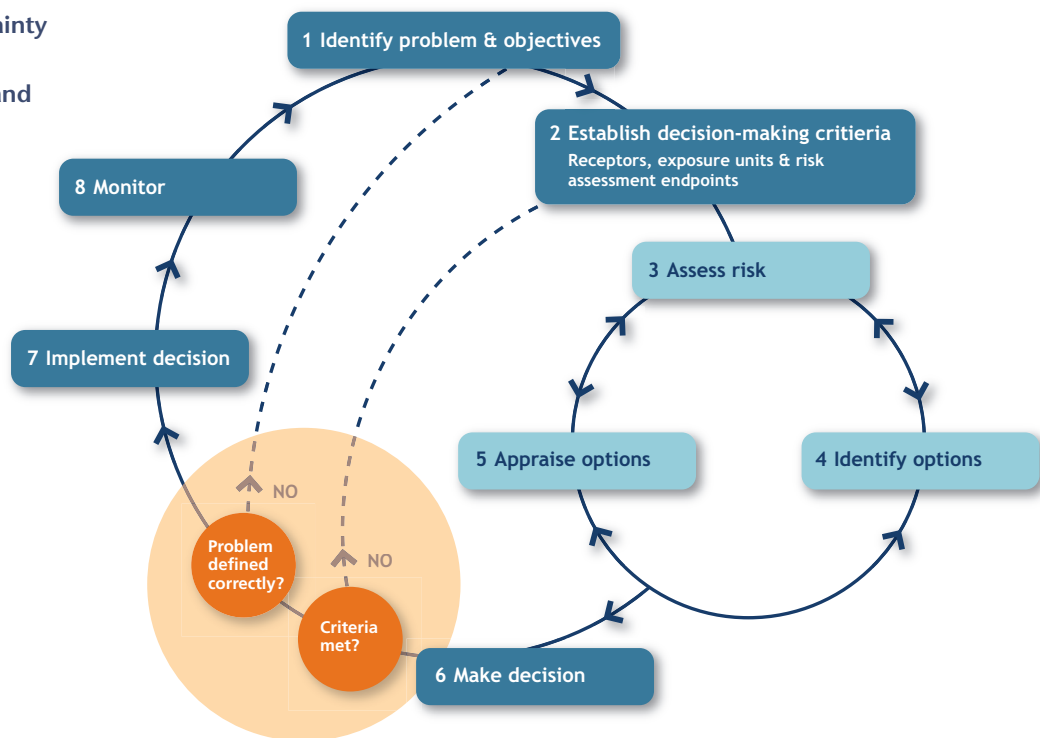 and
1 Identify problem & objectives
2 Establish decision-making critieria
Receptors, exposure units & risk
assessment endpoints
8 Monitor
3 Assess risk
7 Implement decision
5 Appraise options
4 Identify options
NO
Problem
defined
correctly?
NO
Criteria
met?
6 Make decision